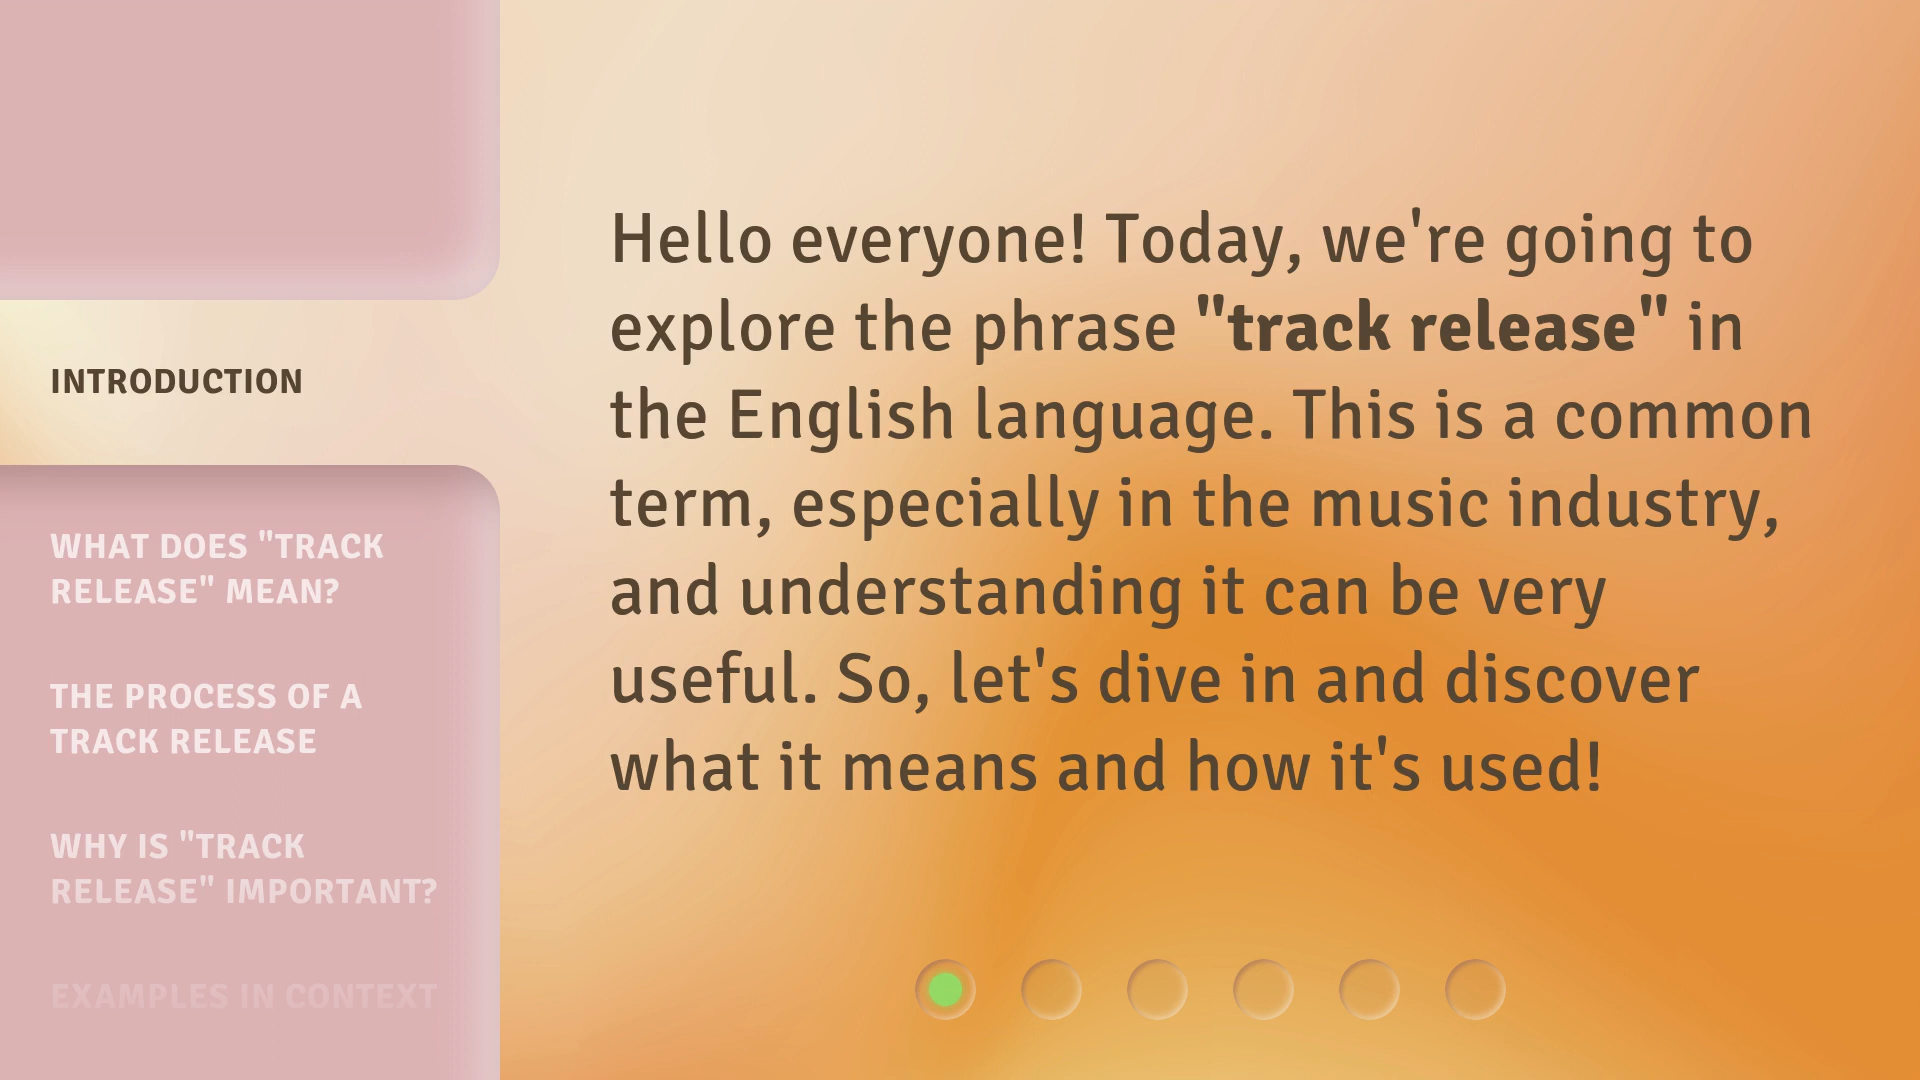 INTRODUCTION
WHAT DOES "TRACK
RELEASE" MEAN?
THE PROCESS OF A
TRACK RELEASE
WHY IS "TRACK
RELEASE" IMPORTANT?
EXAMPLES IN CONTEXT
Hello everyone! Today, we're going to
explore the phrase "track release" in
the English language. This is a common
term, especially in the music industry,
and understanding it can be very
useful. So, let's dive in and discover
what it means and how it's used!